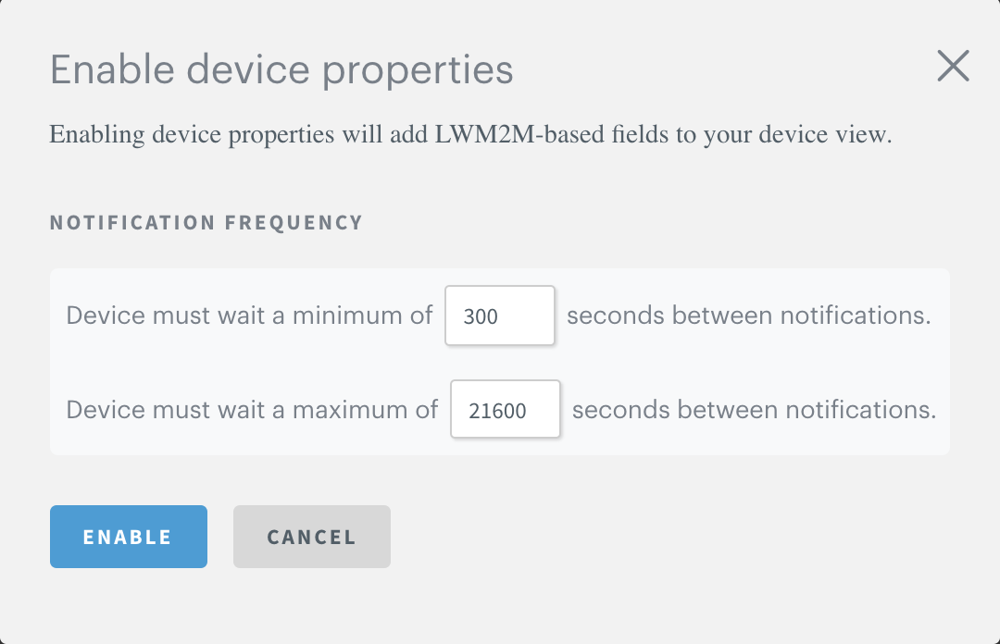 Enable device properties
Enabling device properties will add LWM2M-based fields to your device view.
NOTIFICATION FREQUENCY
Device must wait a minimum of 300 seconds between notifications.
Device must wait a maximum of 21600 seconds between notifications.
ENABLE CANCEL